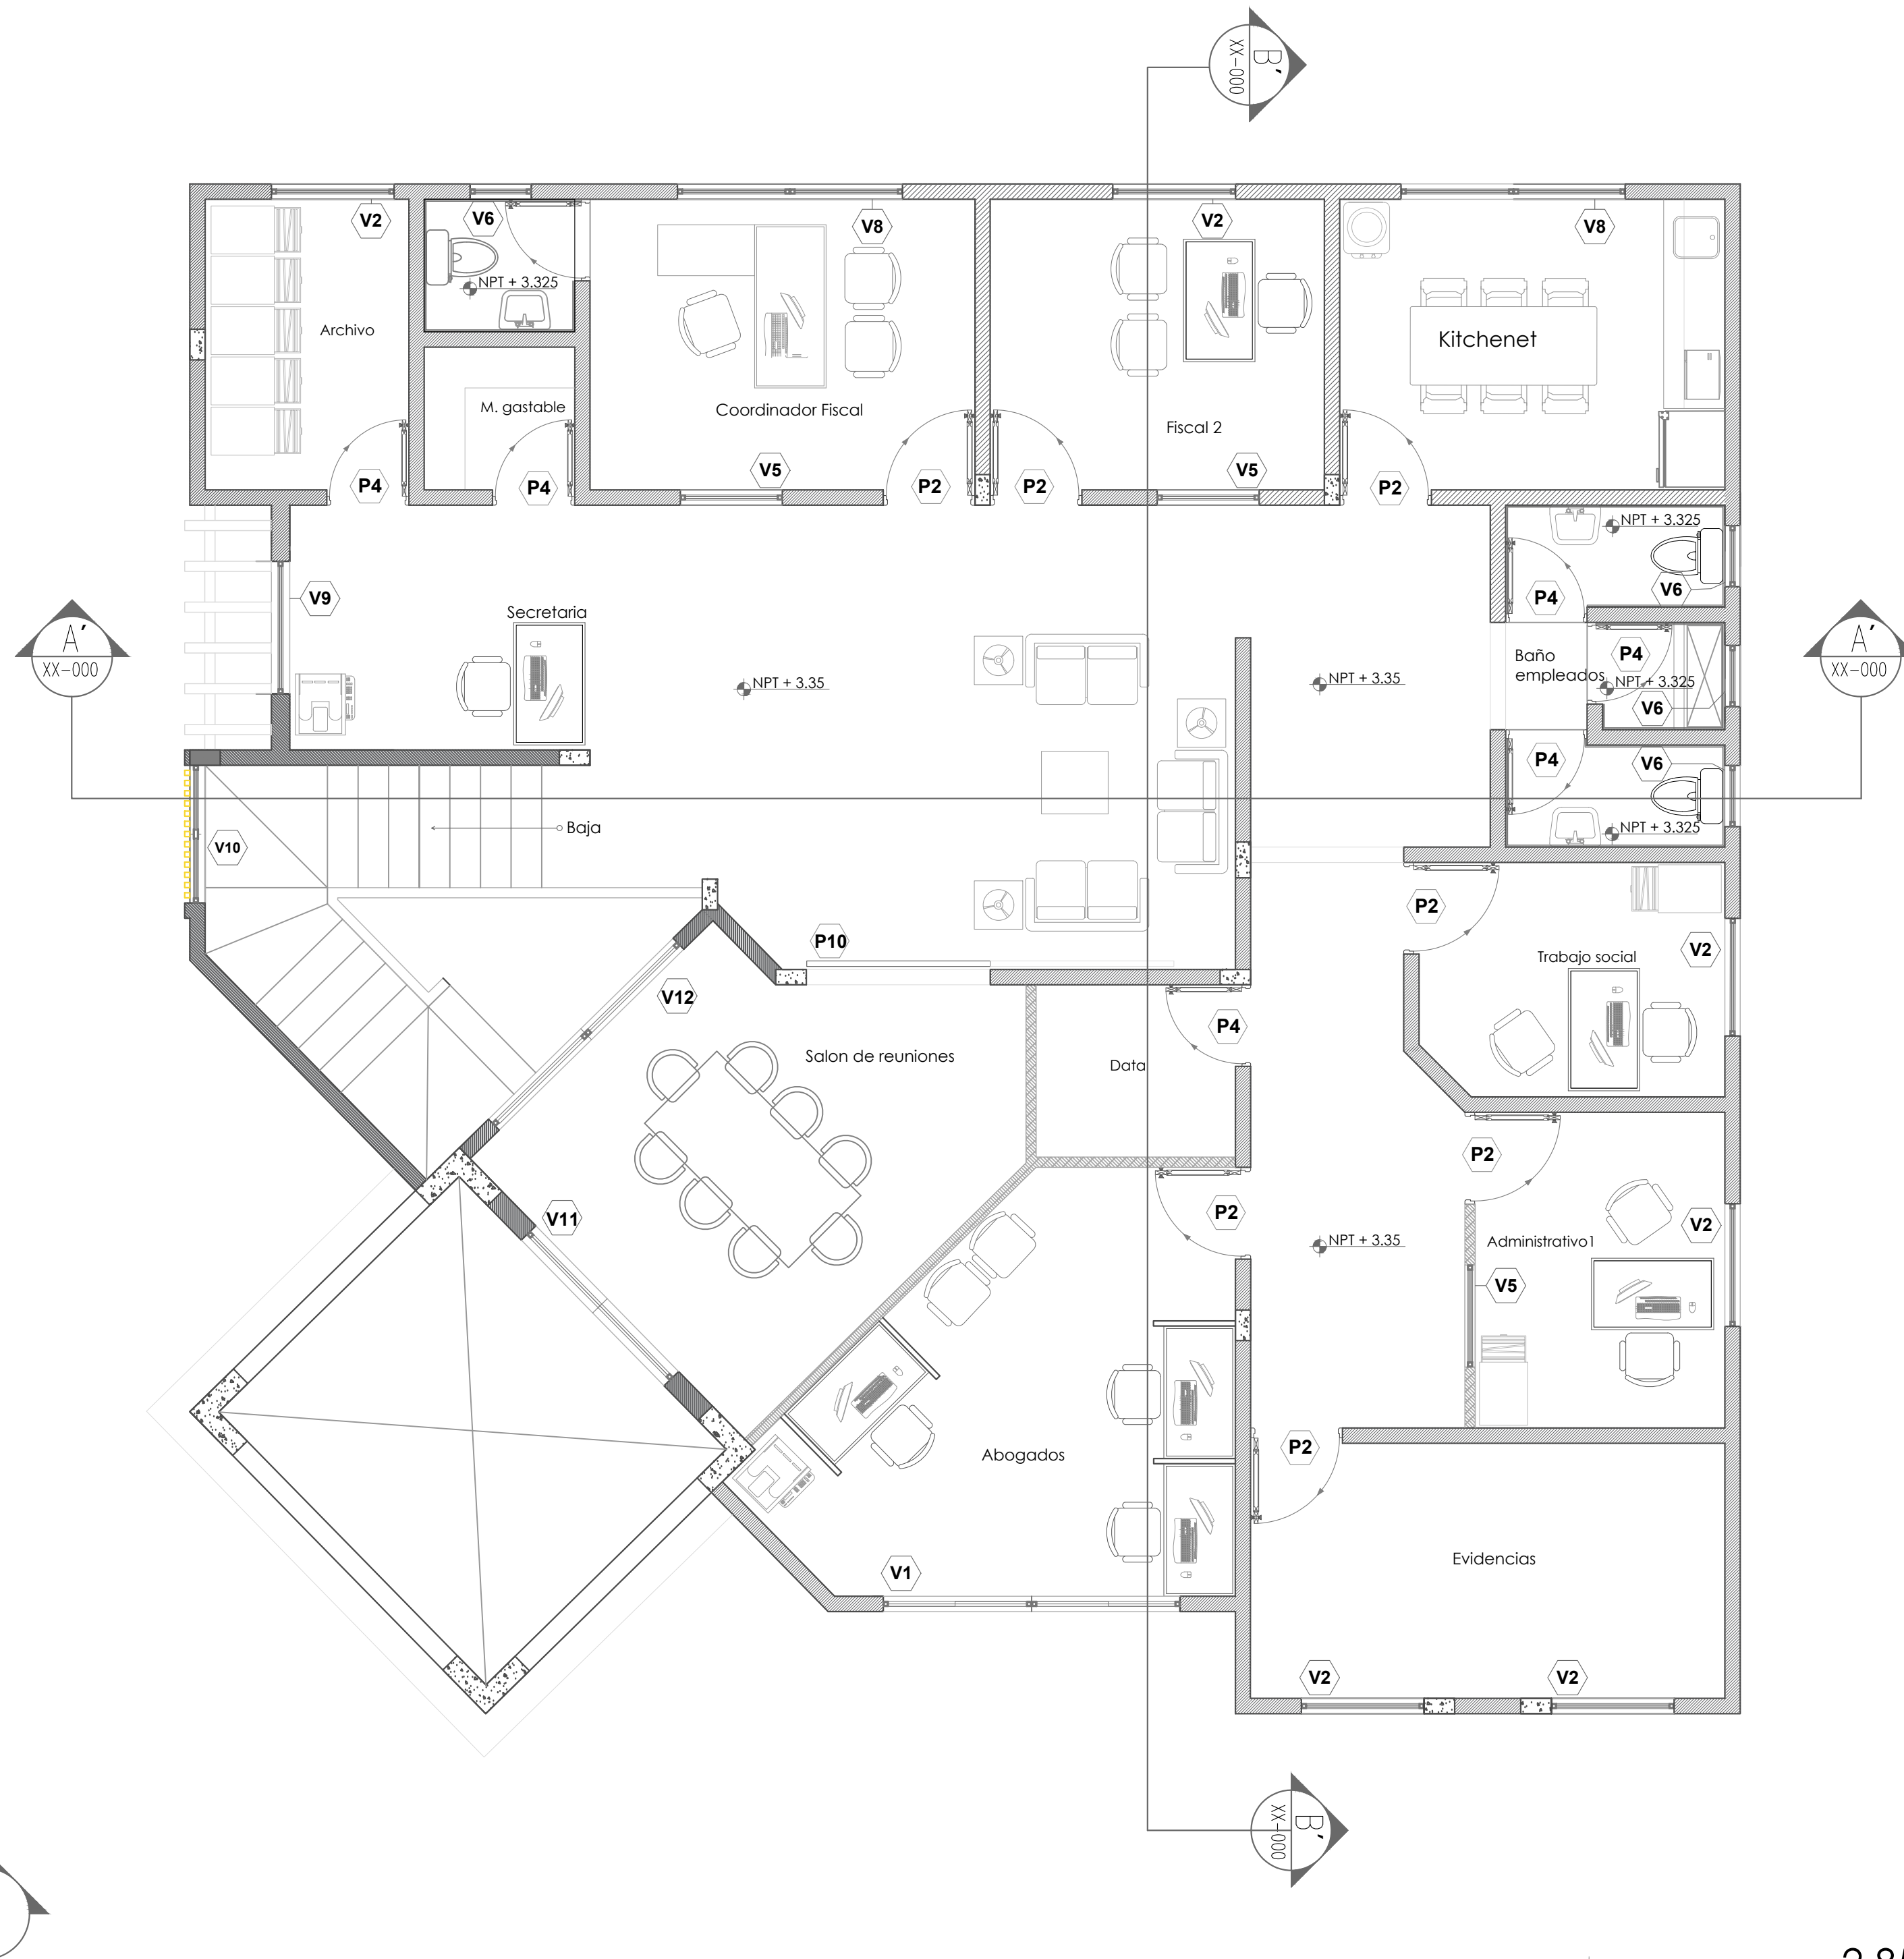 B'
XX-000
V2
V6
V8
V2
V8
NPT + 3.325
Archivo
Kitchenet
M. gastable
Coordinador Fiscal
Fiscal 2
V5
V5
P4
P4
P2
P2
P2
NPT + 3.325
V6
P4
V9
Secretaria
A'
XX-000
A'
XX-000
NPT + 3.35
NPT + 3.35
Baño
empleados
P4
NPT + 3.325
V6
P4
V6
NPT + 3.325
V10
Baja
P2
P10
V2
Trabajo social
V12
P4
Salon de reuniones
Data
P2
V11
P2
V2
NPT + 3.35
Administrativo1
V5
Abogados
P2
Evidencias
V1
V2
V2
B'
XX-000